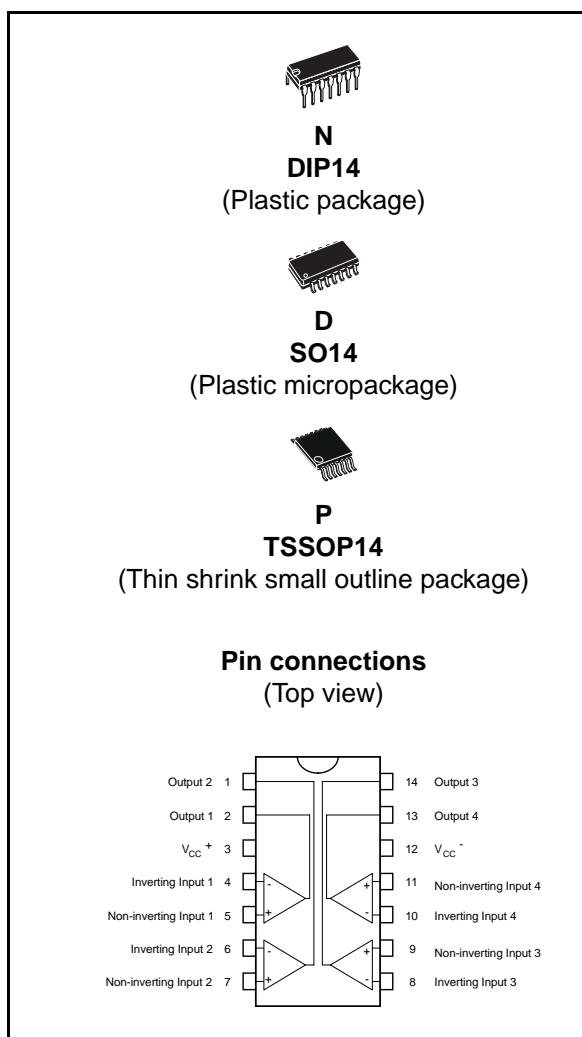 N
DIP14
(Plastic package)
D
SO14
(Plastic micropackage)
P
TSSOP14
(Thin shrink small outline package)
Pin connections
(Top view)
Output 2 1 14 Output 3
Output 1 2 13 Output 4
VCC + 3 12 VCC -
Inverting Input 1 4 - + 11 Non-inverting Input 4
Non-inverting Input 1 5 + - 10 Inverting Input 4
Inverting Input 2 6 - + 9 Non-inverting Input 3
Non-inverting Input 2 7 + - 8 Inverting Input 3